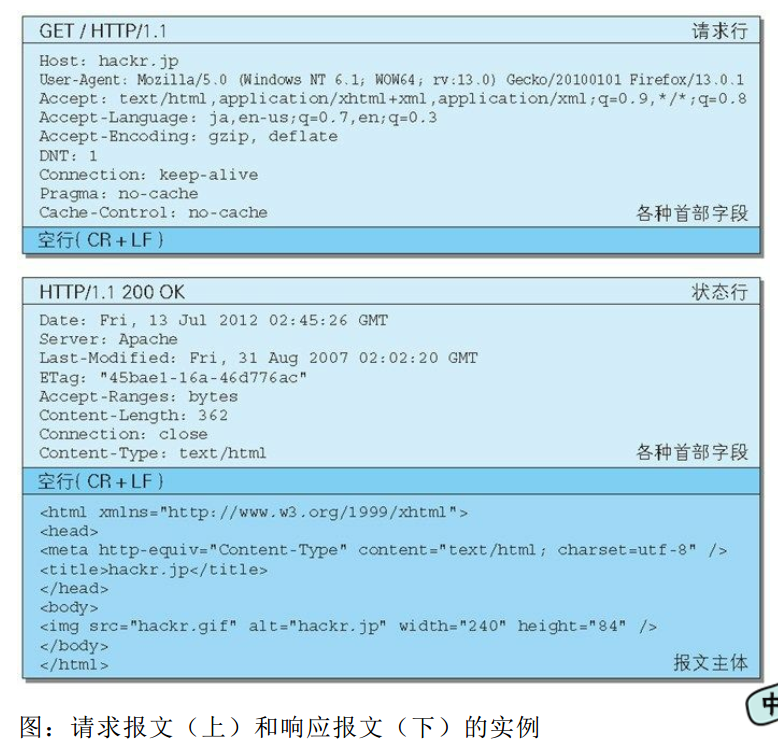 GET / HTTP/1.1 请求行
Host: hackr.jp
User-Agent: Mozilla/5.0 (Windows NT 6.1; WOW64; rv:13.0) Gecko/20100101 Firefox/13.0.1
Accept: text/html,application/xhtml+xml,application/xml;q=0.9,*/*;q=0.8
Accept-Language: ja,en-us;q=0.7,en;q=0.3
Accept-Encoding: gzip, deflate
DNT: 1
Connection: keep-alive
Pragma: no-cache
Cache-Control: no-cache 各种首部字段
空行( CR + LF )
HTTP/1.1 200 OK 状态行
Date: Fri, 13 Jul 2012 02:45:26 GMT
Server: Apache
Last-Modified: Fri, 31 Aug 2007 02:02:20 GMT
ETag: "45bae1-16a-46d776ac"
Accept-Ranges: bytes
Content-Length: 362
Connection: close
Content-Type: text/html 各种首部字段
空行( CR + LF )
<html xmlns="http://www.w3.org/1999/xhtml">
<head>
<meta http-equiv="Content-Type" content="text/html; charset=utf-8" />
<title>hackr.jp</title>
</head>
<body>
<img src="hackr.gif" alt="hackr.jp" width="240" height="84" />
</body>
</html> 报文主体
中
图：请求报文（上）和响应报文（下）的实例